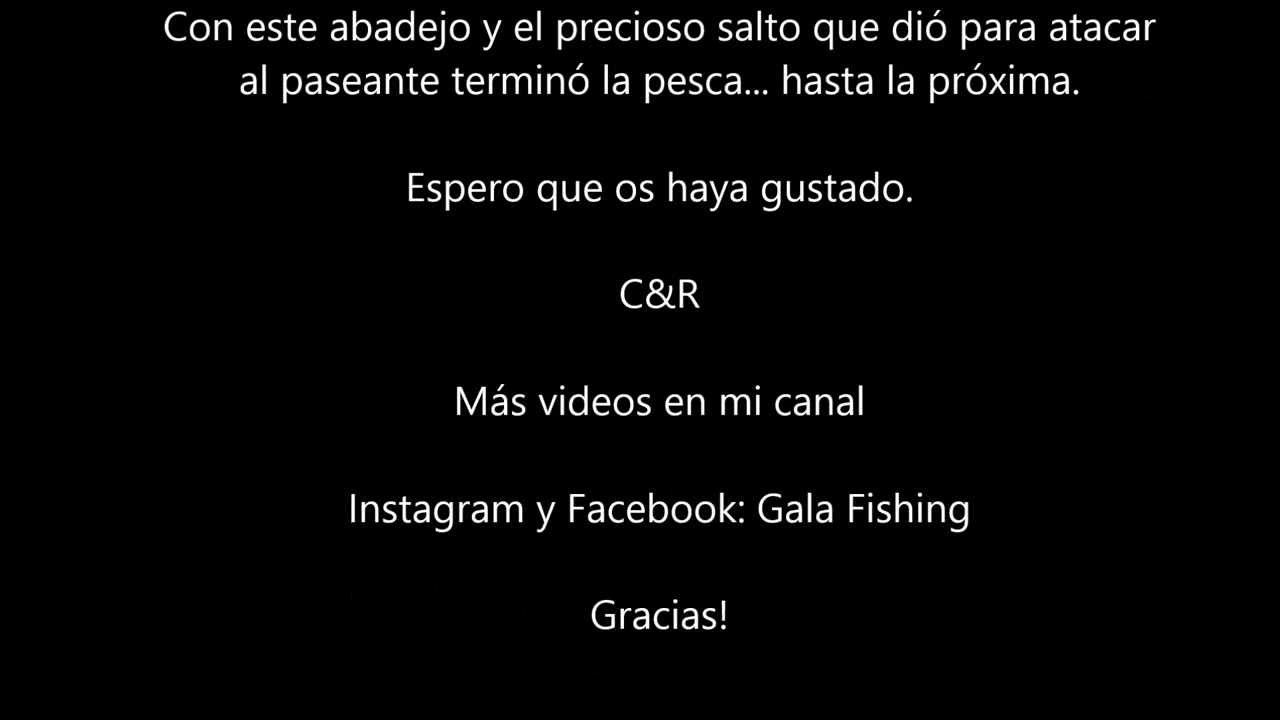 Con este abadejo y el precioso salto que dió para atacar
al paseante terminó la pesca... hasta la próxima.
Espero que os haya gustado.
C&R
Más videos en mi canal
Instagram y Facebook: Gala Fishing
Gracias!